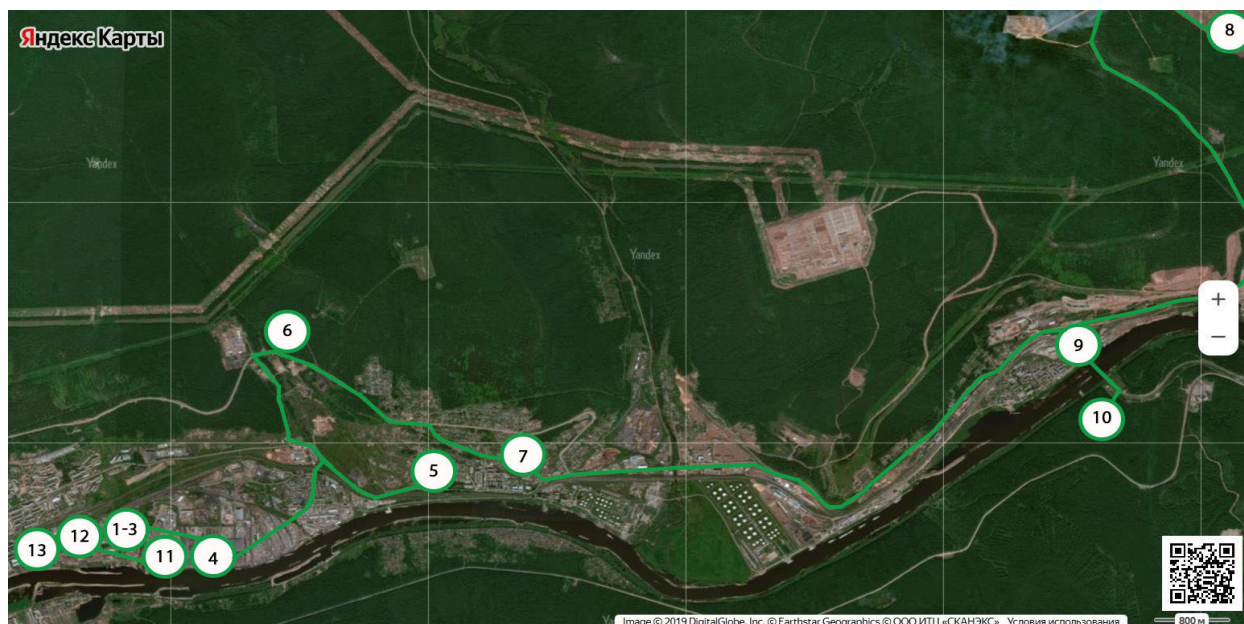 Яндекс Карты
8
Yandex
Yandex
Yandex
6
9
10
7
5
1-3
12
13
11
4
+
−
Image © 2019 DigitalGlobe, Inc. © Earthstar Geographics © ООО ИТЦ «СКАНЭКС» Условия использования
800 м